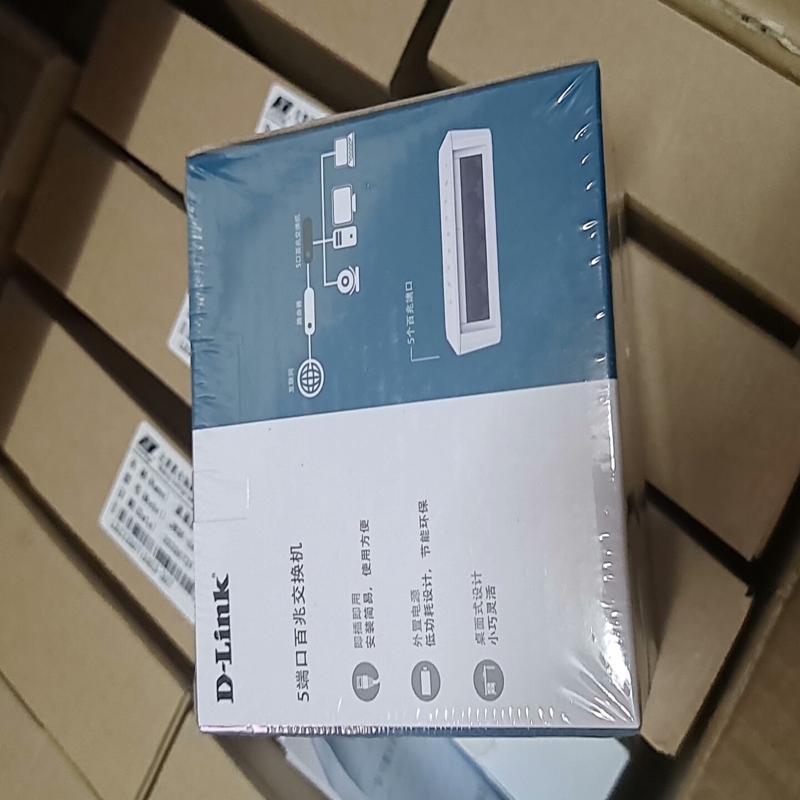 D-Link
5端口百兆交换机
即插即用
安装简易，使用方便
外置电源
低功耗设计，节能环保
桌面式设计
小巧灵活
互联网
路由器
5口百兆交换机
5个百兆端口